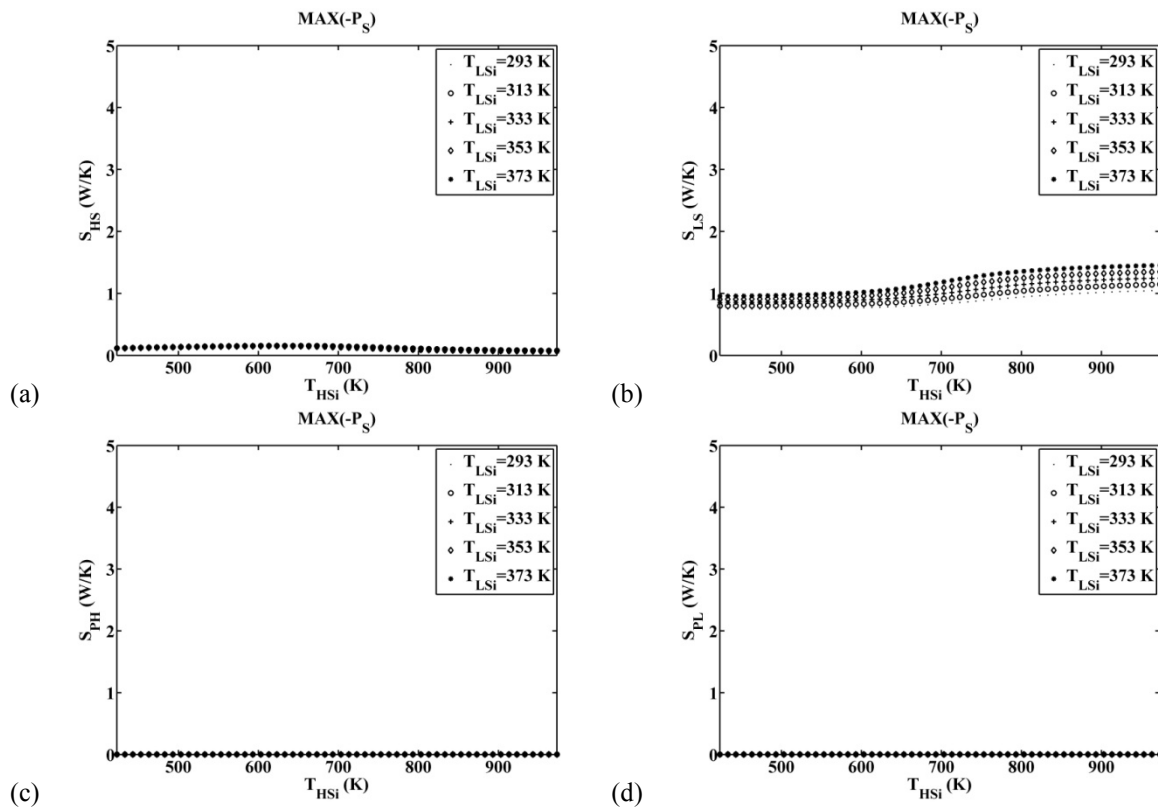 MAX(-P_S)
S_HS (W/K)
5
4
3
2
1
0
500 600 700 800 900
T_HSi (K)
T_LSi=293 K
T_LSi=313 K
T_LSi=333 K
T_LSi=353 K
T_LSi=373 K
(a)
MAX(-P_S)
S_LS (W/K)
5
4
3
2
1
0
500 600 700 800 900
T_HSi (K)
T_LSi=293 K
T_LSi=313 K
T_LSi=333 K
T_LSi=353 K
T_LSi=373 K
(b)
MAX(-P_S)
S_PH (W/K)
5
4
3
2
1
0
500 600 700 800 900
T_HSi (K)
T_LSi=293 K
T_LSi=313 K
T_LSi=333 K
T_LSi=353 K
T_LSi=373 K
(c)
MAX(-P_S)
S_PL (W/K)
5
4
3
2
1
0
500 600 700 800 900
T_HSi (K)
T_LSi=293 K
T_LSi=313 K
T_LSi=333 K
T_LSi=353 K
T_LSi=373 K
(d)